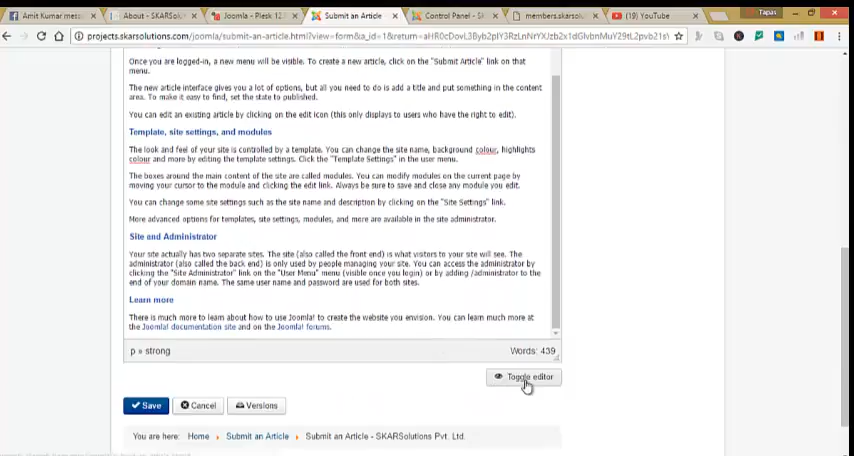 Amit Kumar mess
About - SKARSolu
Joomla - Plesk 12.
Submit an Article
Control Panel - Sk
members.skarsolu
(19) YouTube
Tapas
projects.skarsolutions.com/joomla/submit-an-article.html?view=form&a_id=1&return=
Once you are logged-in, a new menu will be visible. To create a new article, click on the "Submit Article" link on that
menu.
The new article interface gives you a lot of options, but all you need to do is add a title and put something in the content
area. To make it easy to find, set the state to published.
You can edit an existing article by clicking on the edit icon (this only displays to users who have the right to edit).
Template, site settings, and modules
The look and feel of your site is controlled by a template. You can change the site name, background colour, highlights
colour and more by editing the template settings. Click the "Template Settings" in the user menu.
The boxes around the main content of the site are called modules. You can modify modules on the current page by
moving your cursor to the module and clicking the edit link. Always be sure to save and close any module you edit.
You can change some site settings such as the site name and description by clicking on the "Site Settings" link.
More advanced options for templates, site settings, modules, and more are available in the site administrator.
Site and Administrator
Your site actually has two separate sites. The site (also called the front end) is what visitors to your site will see. The
administrator (also called the back end) is only used by people managing your site. You can access the administrator by
clicking the "Site Administrator" link on the "User Menu" menu (visible once you login) or by adding /administrator to the
end of your domain name. The same user name and password are used for both sites.
Learn more
There is much more to learn about how to use Joomla! to create the website you envision. You can learn much more at
the Joomla! documentation site and on the Joomla! forums.
p » strong
Words: 439
Toggle editor
Save
Cancel
Versions
You are here: Home Submit an Article Submit an Article - SKARSolutions Pvt. Ltd.